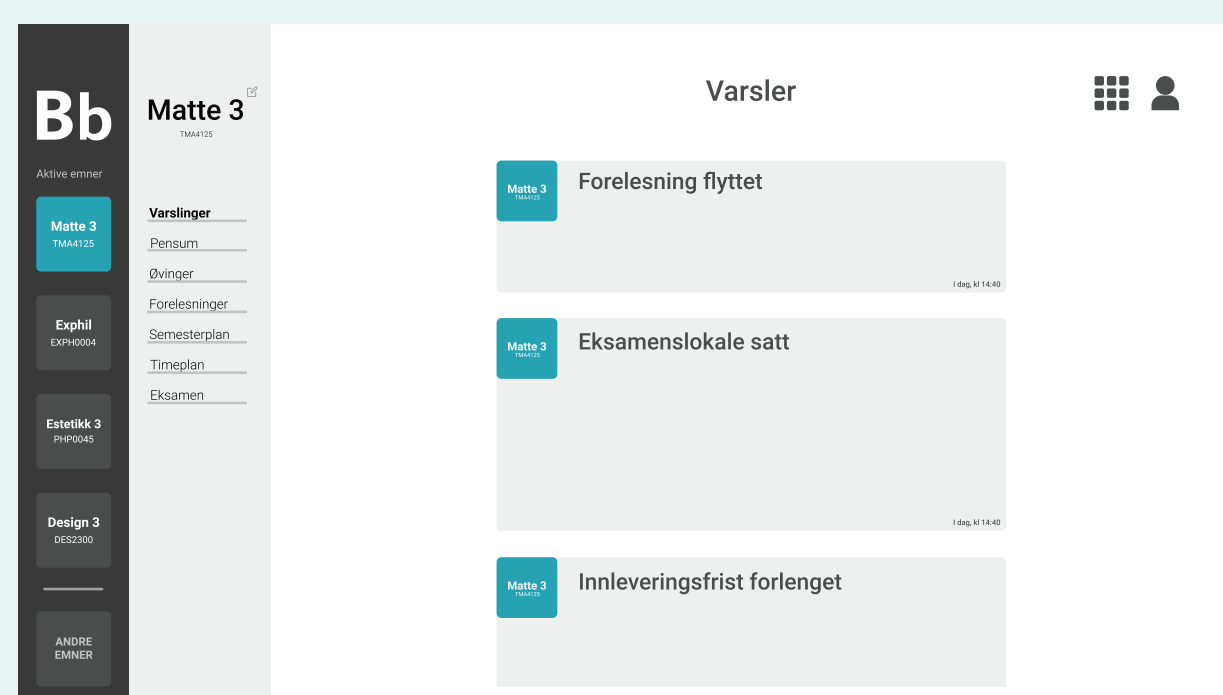 Bb
Aktive emner
Matte 3
TMA4125
Exphil
EXPH0004
Estetikk 3
PHP0045
Design 3
DES2300
ANDRE
EMNER
Matte 3
TMA4125
Varslinger
Pensum
Øvinger
Forelesninger
Semesterplan
Timeplan
Eksamen
Varsler
Matte 3
TMA4125
Forelesning flyttet
I dag, kl 14:40
Matte 3
TMA4125
Eksamenslokale satt
I dag, kl 14:40
Matte 3
TMA4125
Innleveringsfrist forlenget